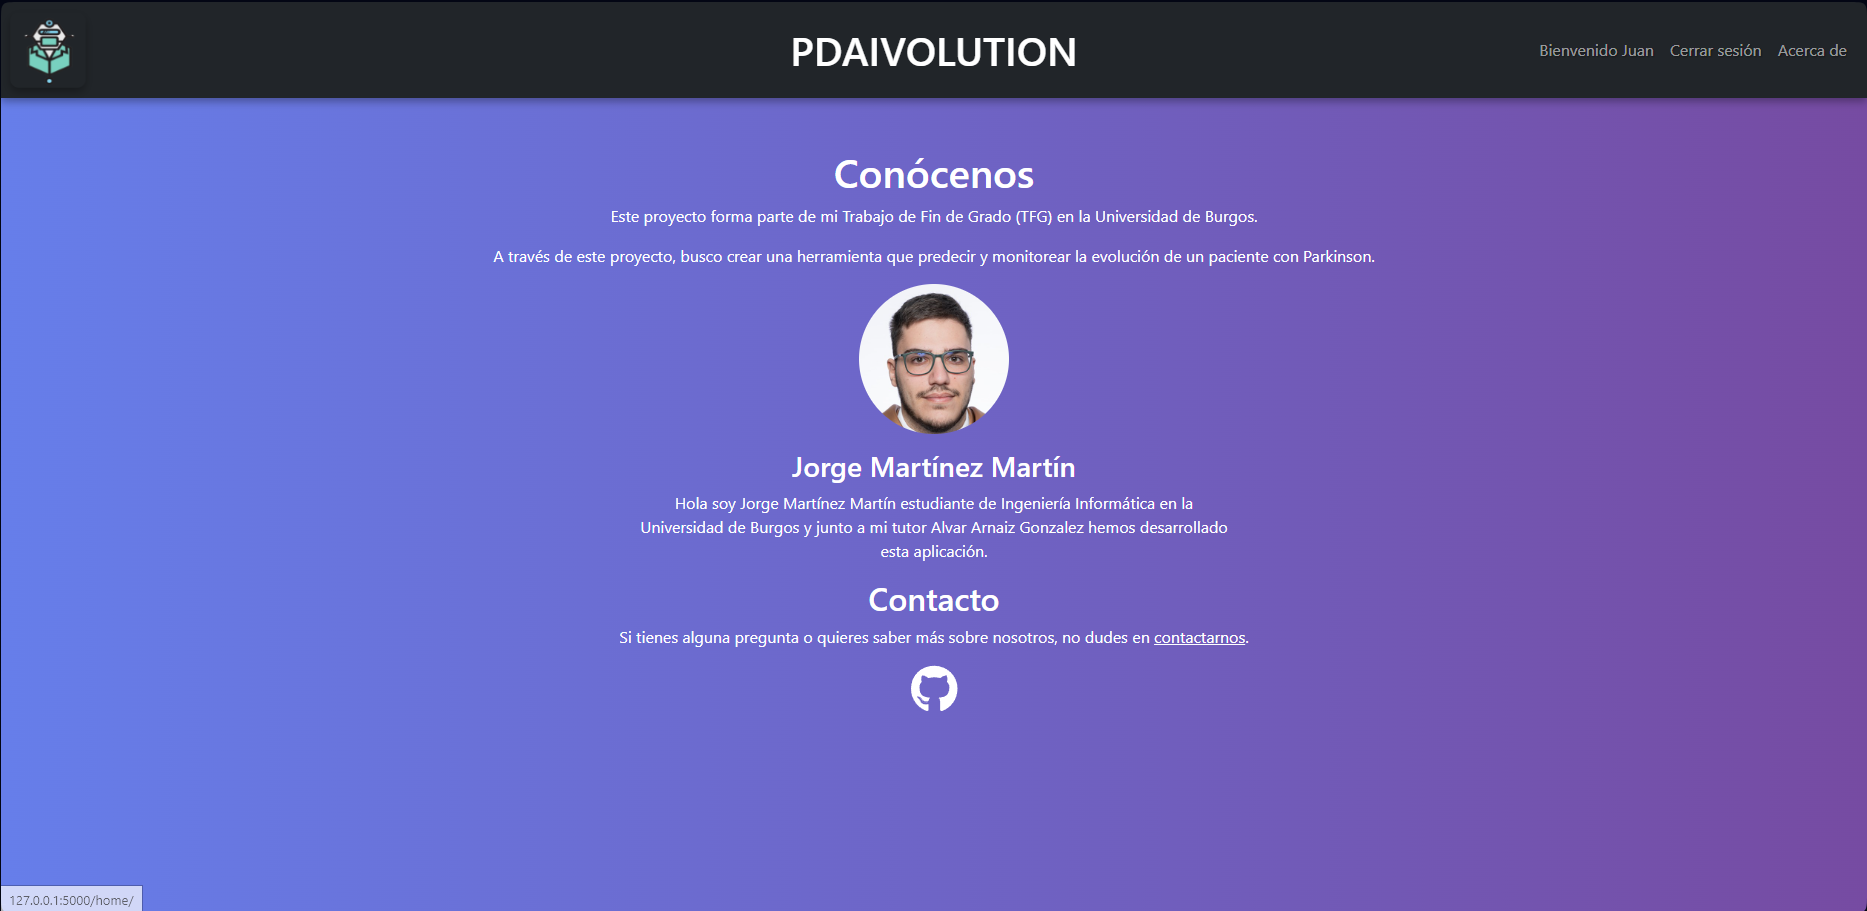 PDAIVOLUTION
Bienvenido Juan Cerrar sesión Acerca de
Conócenos
Este proyecto forma parte de mi Trabajo de Fin de Grado (TFG) en la Universidad de Burgos.
A través de este proyecto, busco crear una herramienta que predecir y monitorear la evolución de un paciente con Parkinson.
Jorge Martínez Martín
Hola soy Jorge Martínez Martín estudiante de Ingeniería Informática en la
Universidad de Burgos y junto a mi tutor Alvar Arnaiz Gonzalez hemos desarrollado
esta aplicación.
Contacto
Si tienes alguna pregunta o quieres saber más sobre nosotros, no dudes en contactarnos.
127.0.0.1:5000/home/